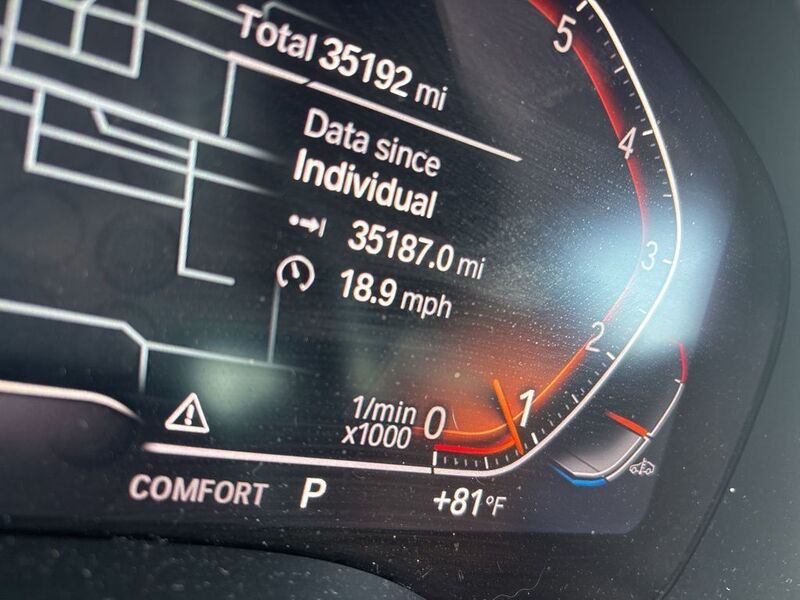 Total 35192 mi
Data since
Individual
35187.0 mi
18.9 mph
5
4
3
2
1
0
1/min
x1000
COMFORT P
+81°F